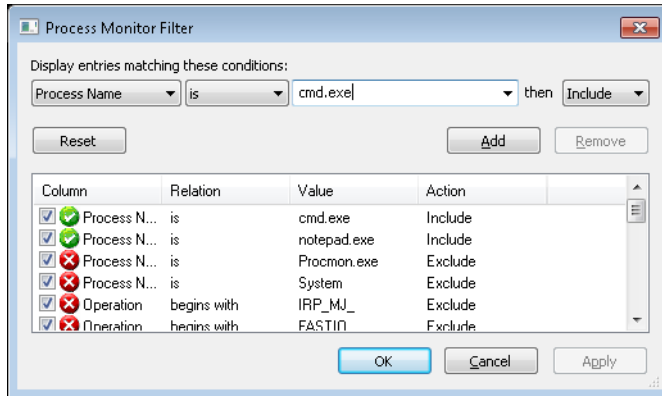 Process Monitor Filter
Display entries matching these conditions:
Process Name is cmd.exe then Include
Reset Add Remove
Column Relation Value Action
Process N... is cmd.exe Include
Process N... is notepad.exe Include
Process N... is Procmon.exe Exclude
Process N... is System Exclude
Operation begins with IRP_MJ_ Exclude
Operation begins with FASTIO Exclude
OK Cancel Apply